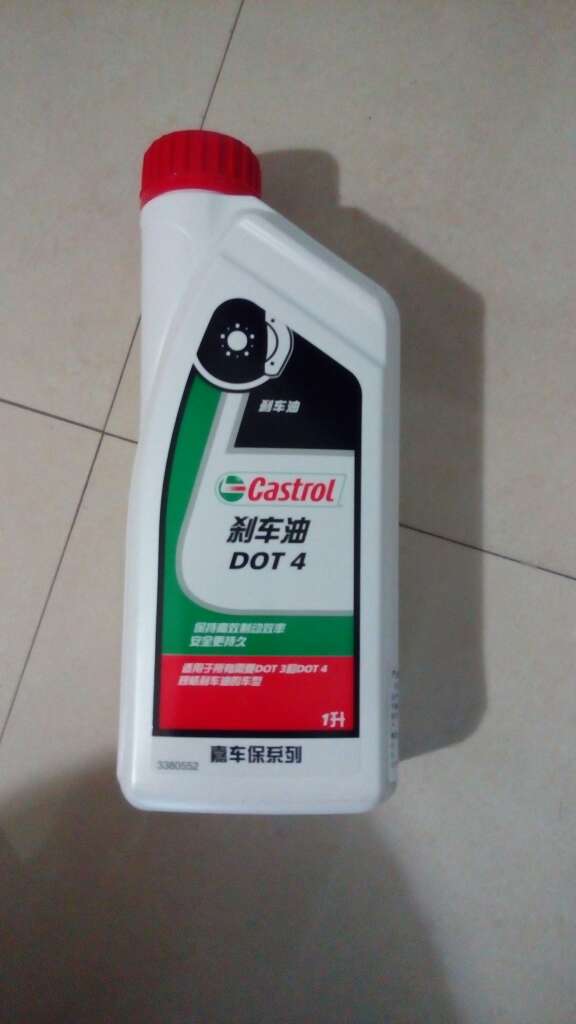 刹车油
Castrol
刹车油
DOT 4
保持高效制动效率
安全更持久
适用于所有需要DOT 3和DOT 4
规格刹车油的车型
1升
3380552
嘉车保系列